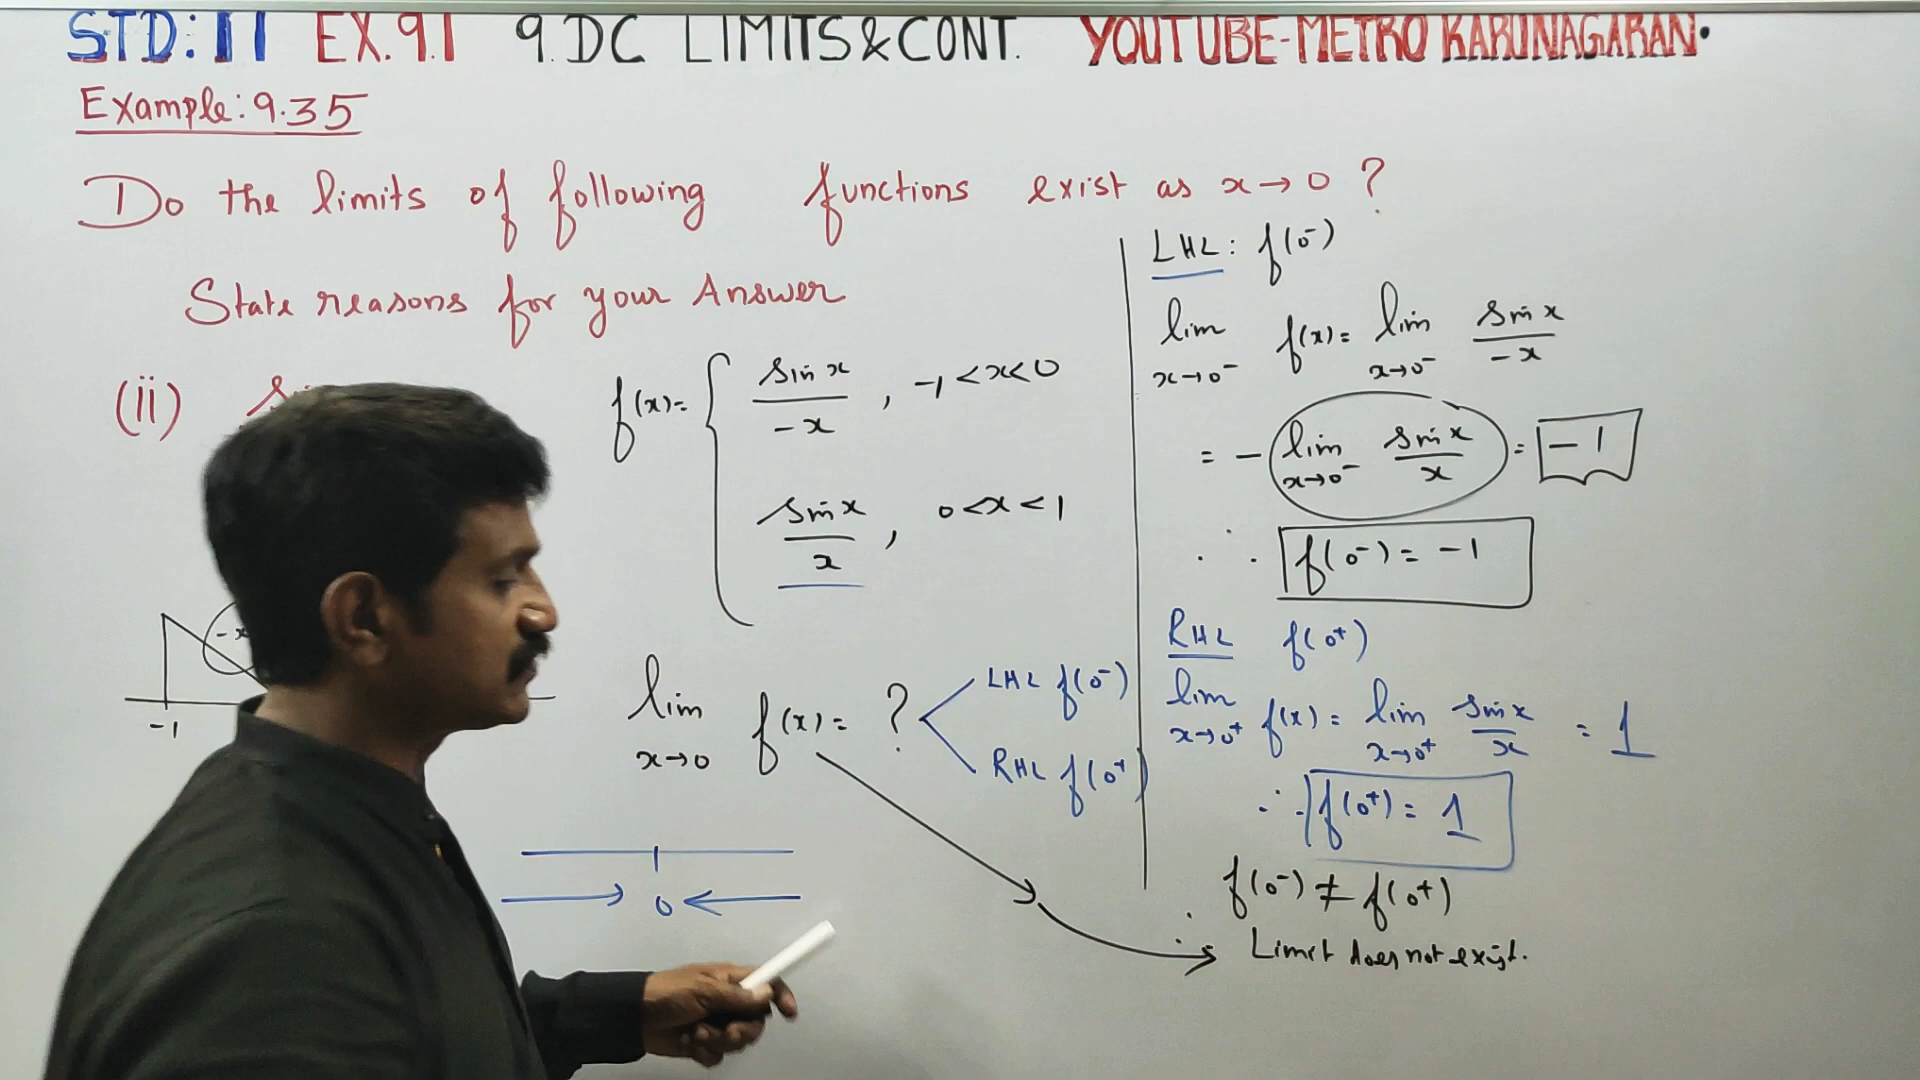 STD: 11 EX. 9.1 9. DC LIMITS & CONT. YOUTUBE-METRO KARUNAGARAN.
Example: 9.35
Do the limits of following functions exist as x→0 ?
State reasons for your Answer
(ii)
f(x) = { sin x / -x , -1 < x < 0
sin x / x , 0 < x < 1
-x
-1
lim x→0 f(x) = ? < LHL f(0⁻)
RHL f(0⁺)
0
LHL : f(0⁻)
lim x→0⁻ f(x) = lim x→0⁻ sin x / -x
= - lim x→0⁻ sin x / x = -1
∴ f(0⁻) = -1
RHL f(0⁺)
lim x→0⁺ f(x) = lim x→0⁺ sin x / x = 1
∴ f(0⁺) = 1
f(0⁻) ≠ f(0⁺)
∴ Limit does not exist.